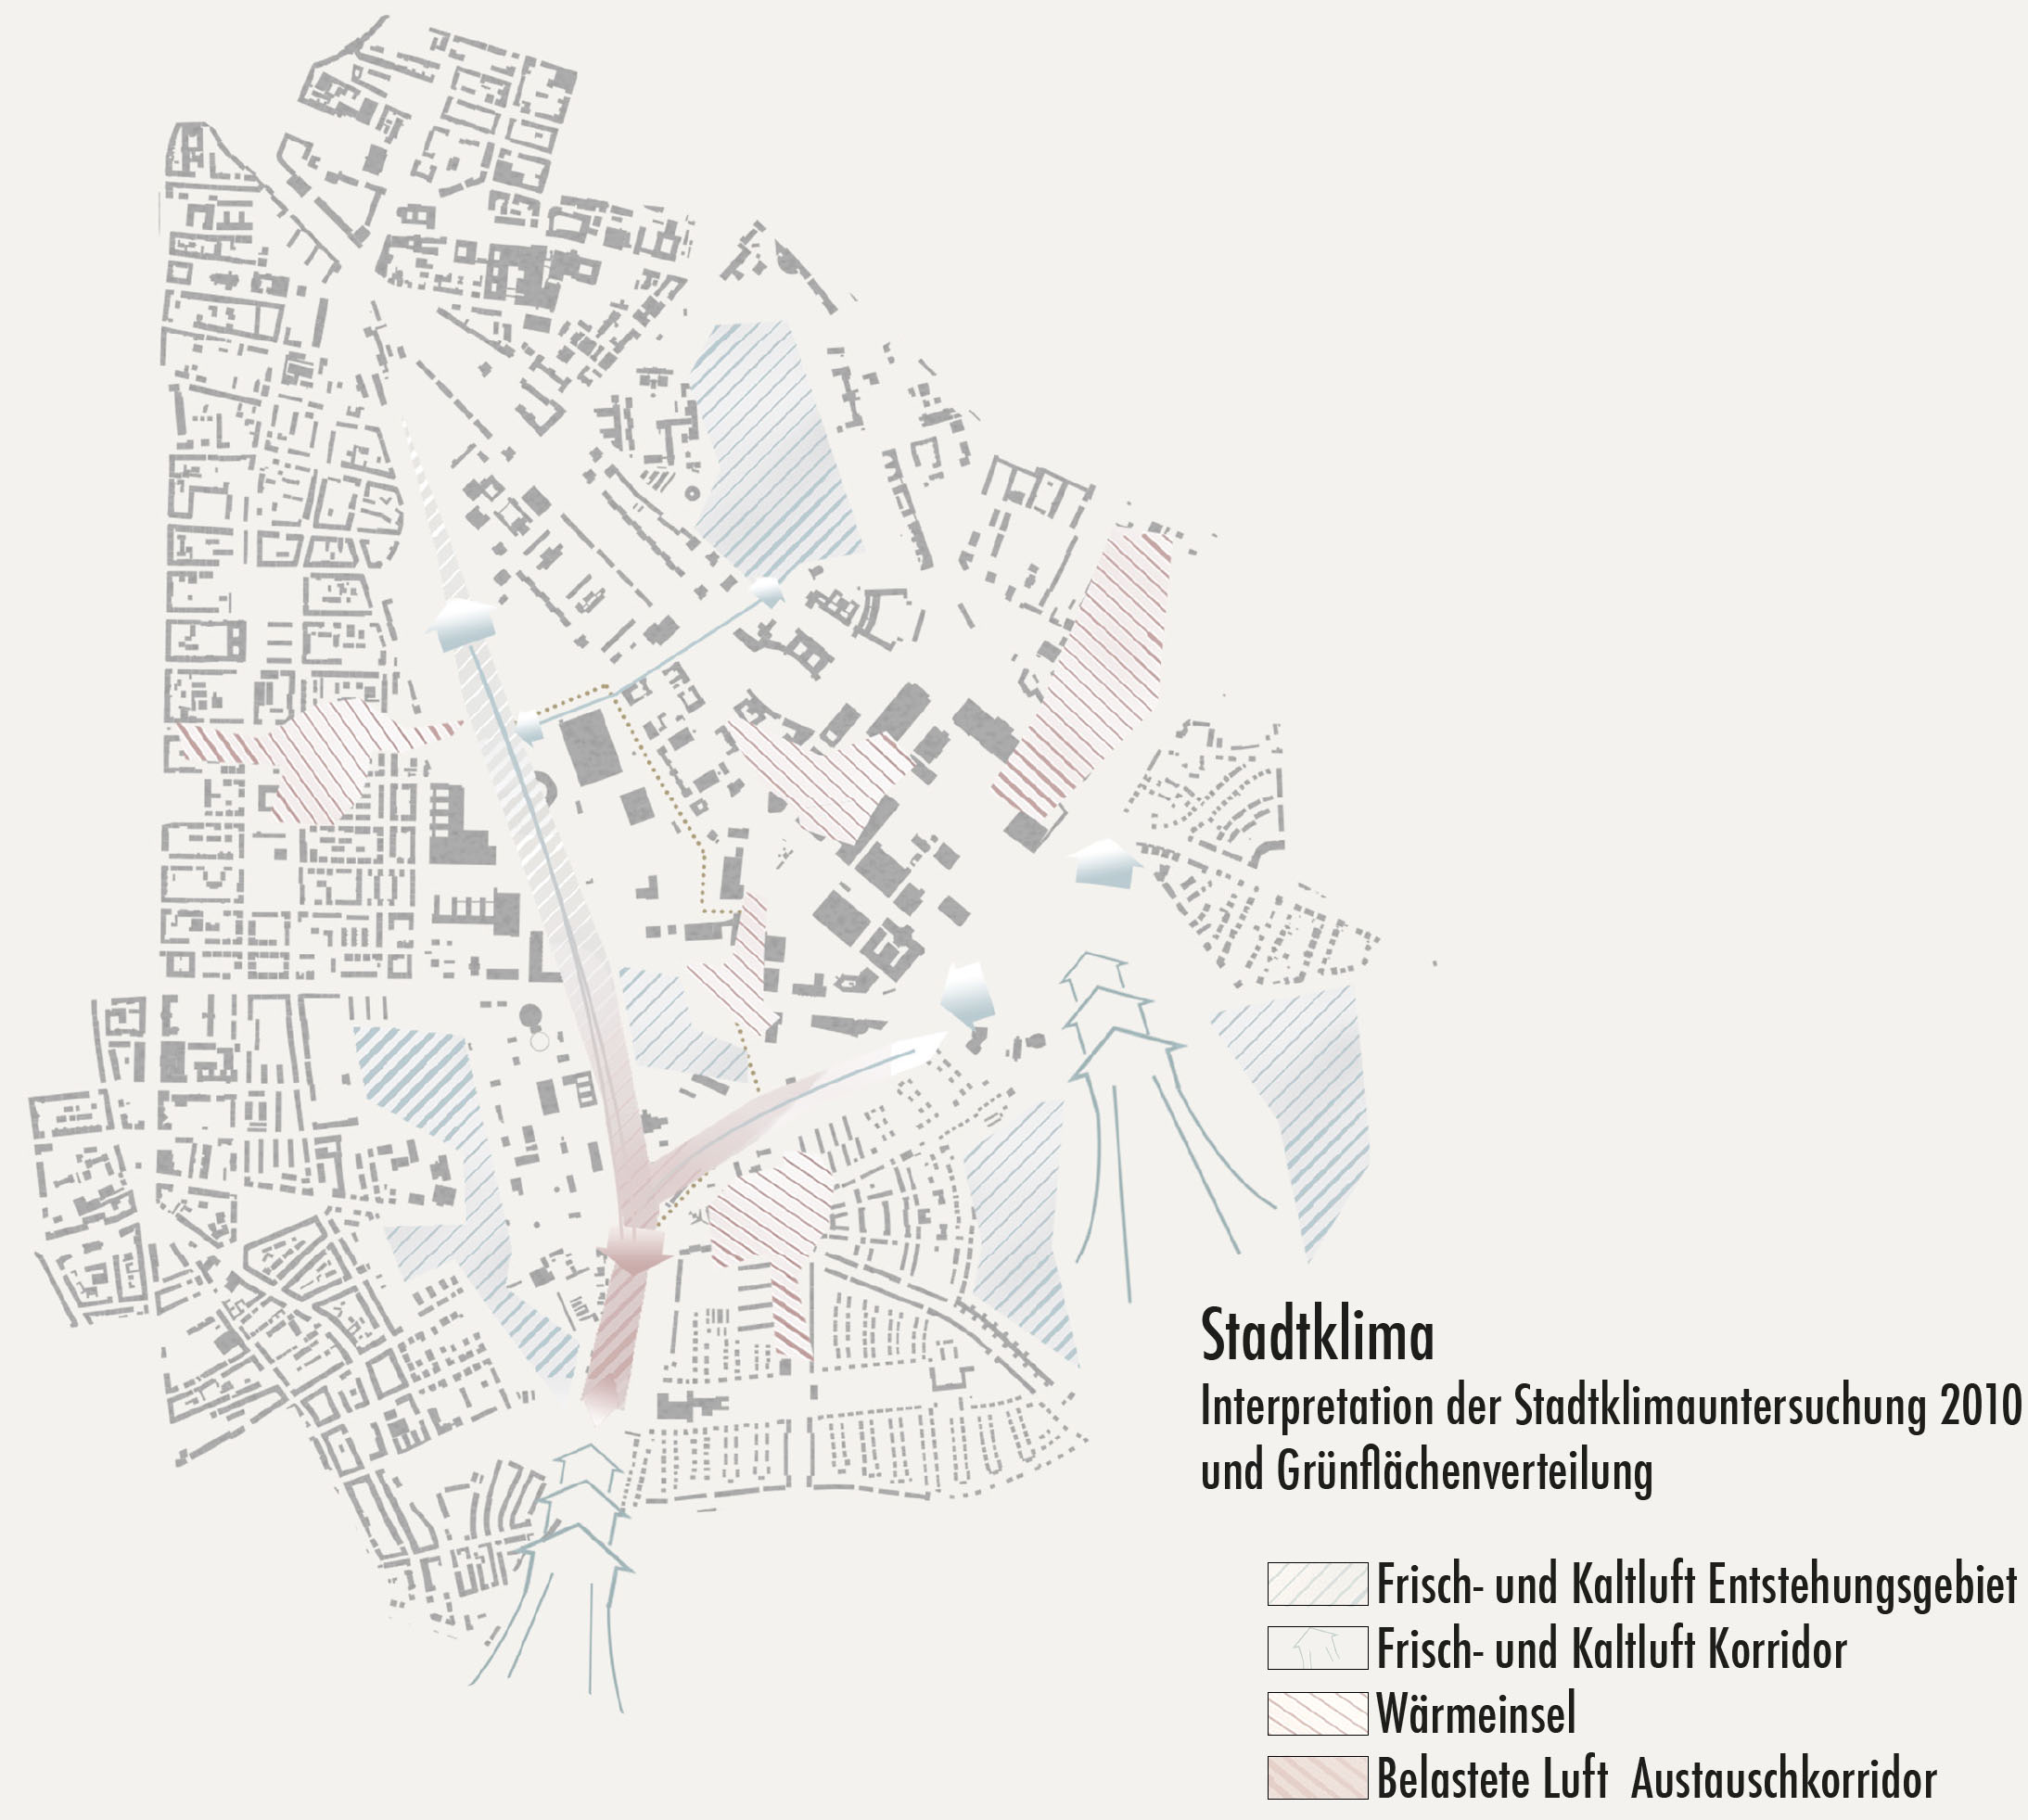 Stadtklima
Interpretation der Stadtklimauntersuchung 2010
und Grünflächenverteilung
Frisch- und Kaltluft Entstehungsgebiet
Frisch- und Kaltluft Korridor
Wärmeinsel
Belastete Luft  Austauschkorridor